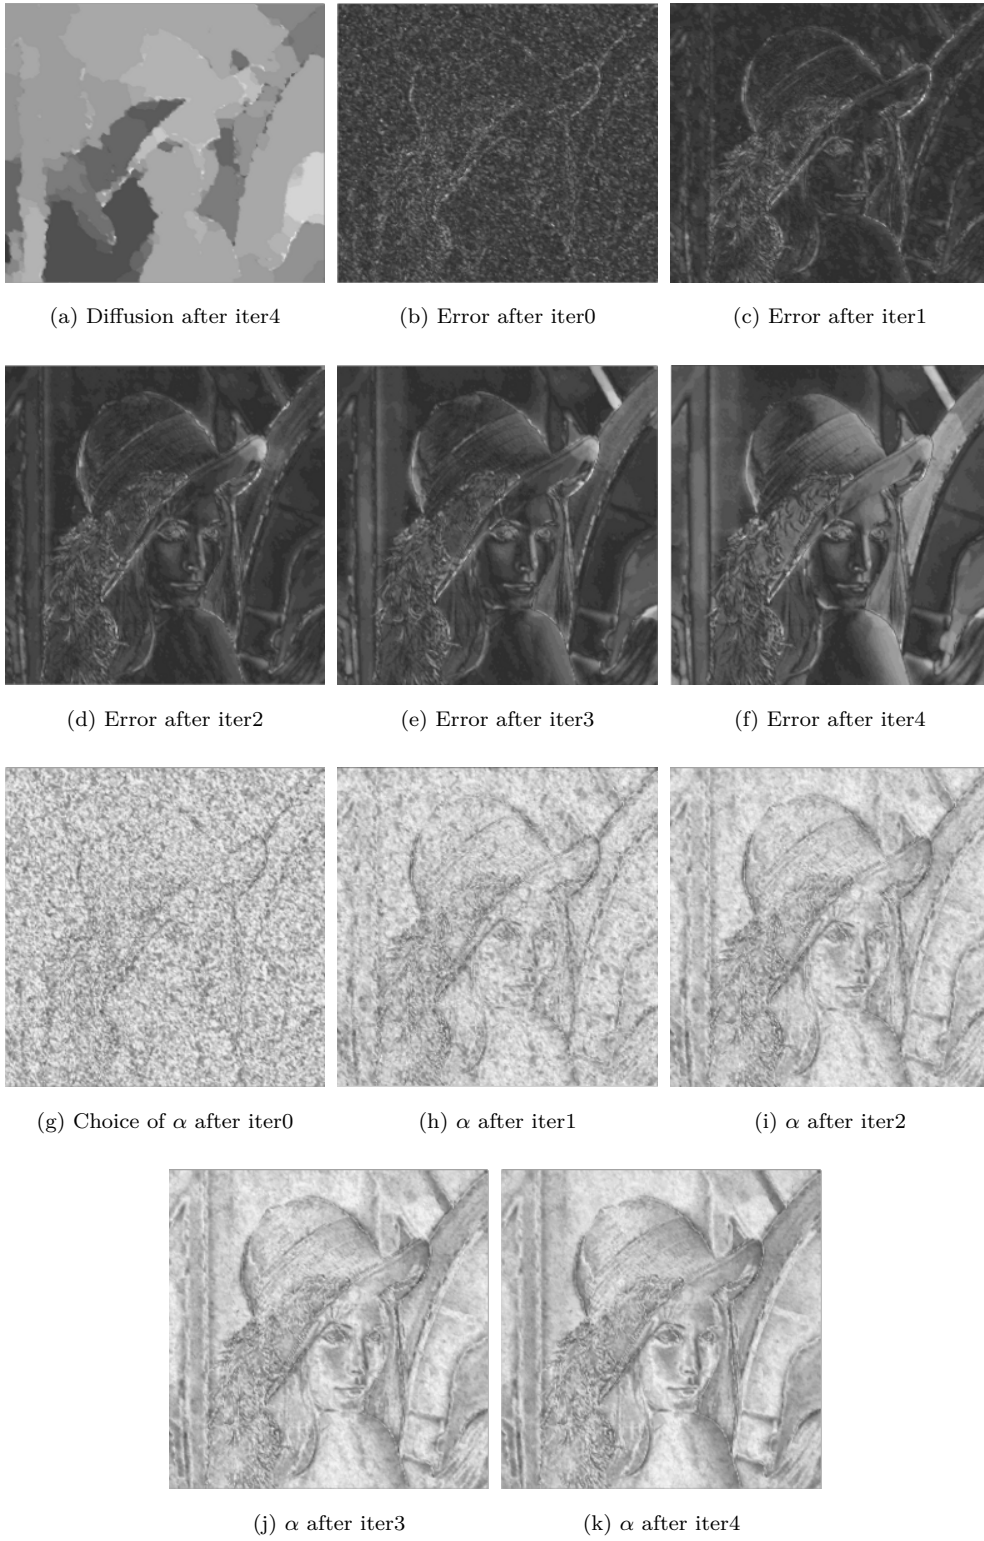 (a) Diffusion after iter4
(b) Error after iter0
(c) Error after iter1
(d) Error after iter2
(e) Error after iter3
(f) Error after iter4
(g) Choice of α after iter0
(h) α after iter1
(i) α after iter2
(j) α after iter3
(k) α after iter4